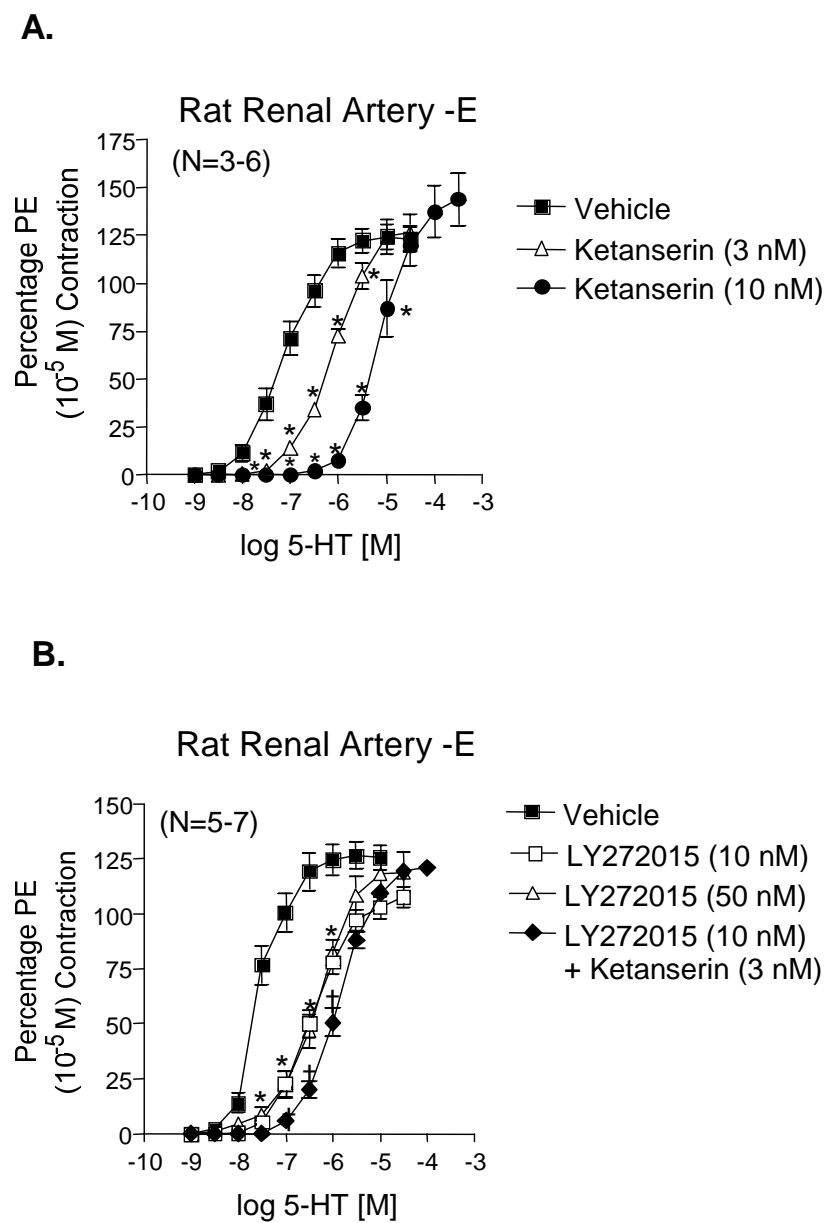 A.
Rat Renal Artery -E
(N=3-6)
Percentage PE
(10⁻⁵ M) Contraction
175
150
125
100
75
50
25
0
-10 -9 -8 -7 -6 -5 -4 -3
log 5-HT [M]
Vehicle
Ketanserin (3 nM)
Ketanserin (10 nM)
* * * * * * * * * * * *
B.
Rat Renal Artery -E
(N=5-7)
Percentage PE
(10⁻⁵ M) Contraction
150
125
100
75
50
25
0
-10 -9 -8 -7 -6 -5 -4 -3
log 5-HT [M]
Vehicle
LY272015 (10 nM)
LY272015 (50 nM)
LY272015 (10 nM)
+ Ketanserin (3 nM)
* * * *
† † †